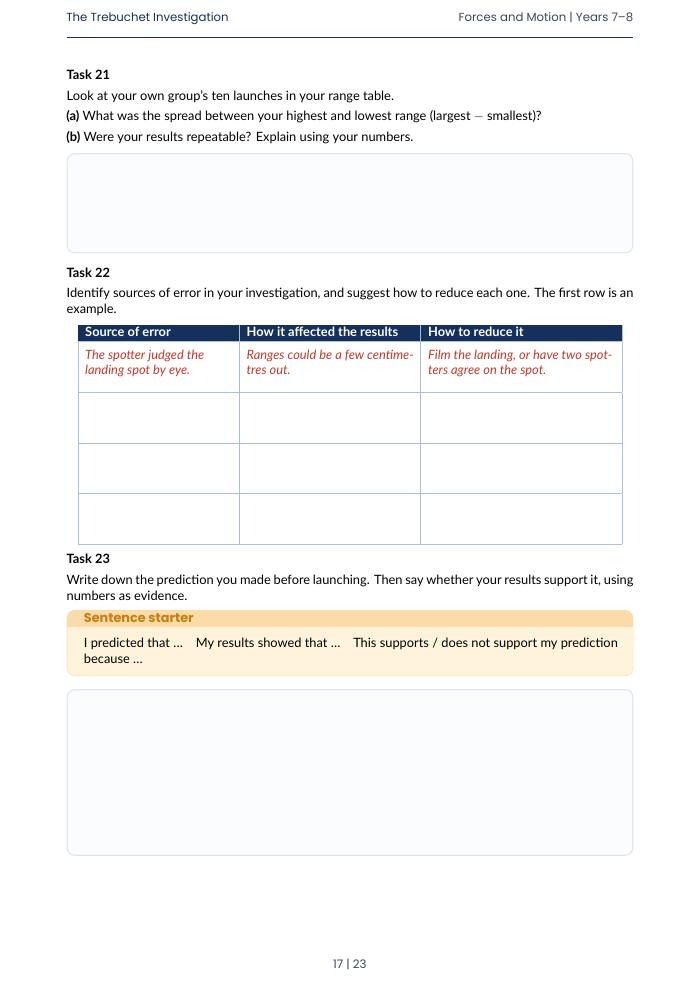 The Trebuchet Investigation
Forces and Motion | Years 7–8
Task 21
Look at your own group's ten launches in your range table.
(a) What was the spread between your highest and lowest range (largest − smallest)?
(b) Were your results repeatable? Explain using your numbers.
Task 22
Identify sources of error in your investigation, and suggest how to reduce each one. The first row is an
example.
Source of error
How it affected the results
How to reduce it
The spotter judged the
landing spot by eye.
Ranges could be a few centime-
tres out.
Film the landing, or have two spot-
ters agree on the spot.
Task 23
Write down the prediction you made before launching. Then say whether your results support it, using
numbers as evidence.
Sentence starter
I predicted that ... My results showed that ... This supports / does not support my prediction
because ...
17 | 23